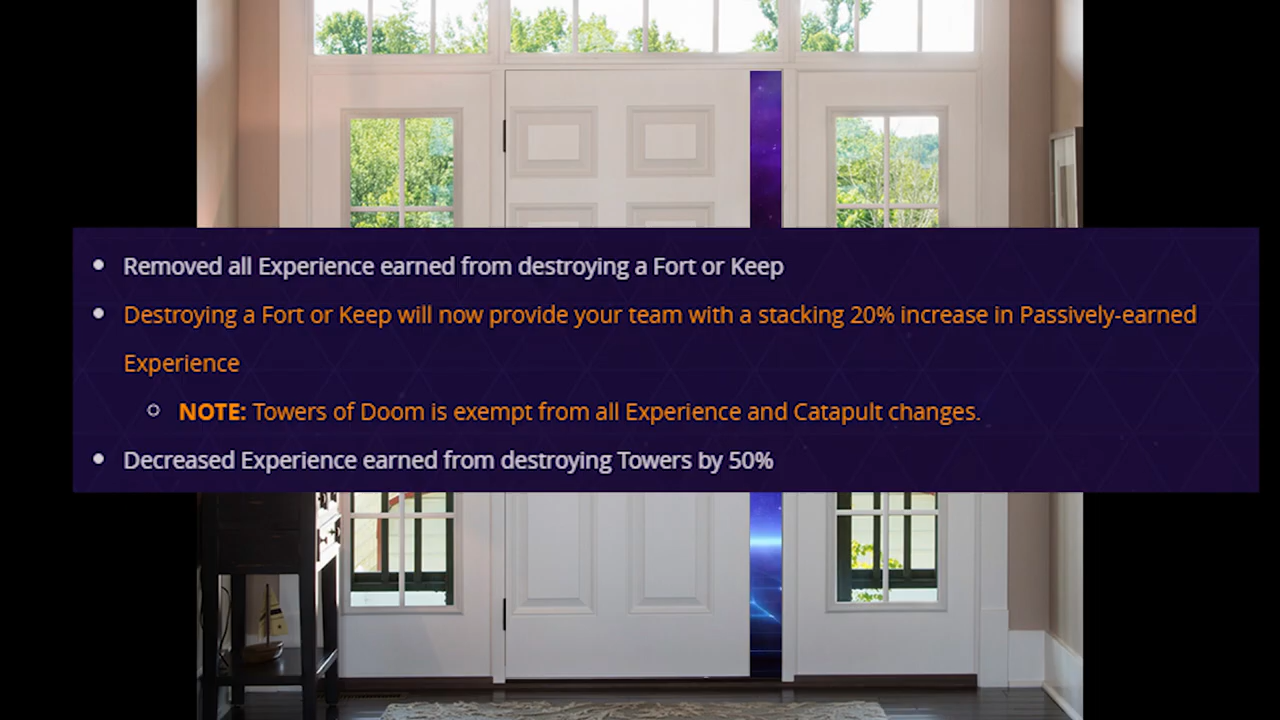 Removed all Experience earned from destroying a Fort or Keep
Destroying a Fort or Keep will now provide your team with a stacking 20% increase in Passively-earned
Experience
NOTE: Towers of Doom is exempt from all Experience and Catapult changes.
Decreased Experience earned from destroying Towers by 50%